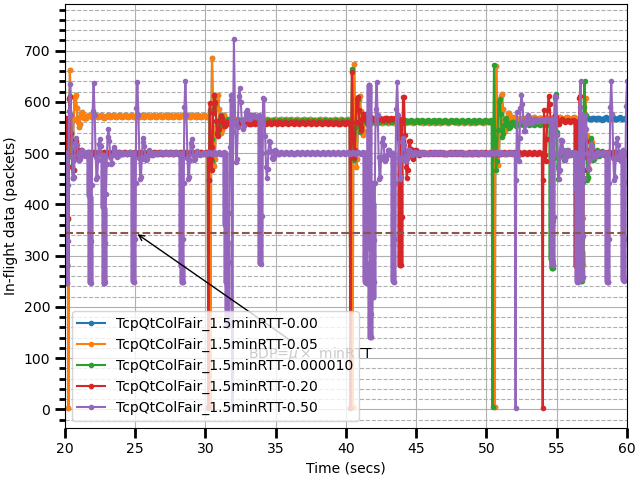 In-flight data (packets)
700
600
500
400
300
200
100
0
BDP=μ × minRTT
TcpQtColFair_1.5minRTT-0.00
TcpQtColFair_1.5minRTT-0.05
TcpQtColFair_1.5minRTT-0.000010
TcpQtColFair_1.5minRTT-0.20
TcpQtColFair_1.5minRTT-0.50
20 25 30 35 40 45 50 55 60
Time (secs)